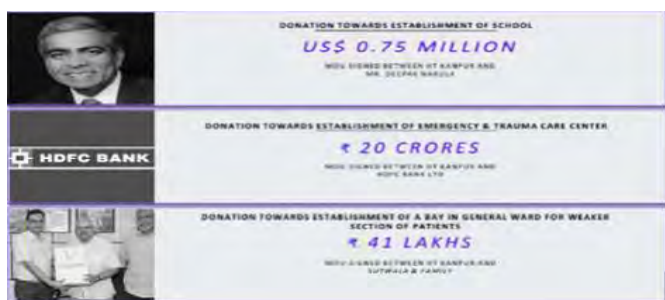 DONATION TOWARDS ESTABLISHMENT OF SCHOOL
US$ 0.75 MILLION
MOU SIGNED BETWEEN IIT KANPUR AND
MR. DEEPAK NARULA
HDFC BANK
DONATION TOWARDS ESTABLISHMENT OF EMERGENCY & TRAUMA CARE CENTER
₹ 20 CRORES
MOU SIGNED BETWEEN IIT KANPUR AND
HDFC BANK LTD
DONATION TOWARDS ESTABLISHMENT OF A BAY IN GENERAL WARD FOR WEAKER
SECTION OF PATIENTS
₹ 41 LAKHS
MOU SIGNED BETWEEN IIT KANPUR AND
SUTWALA & FAMILY